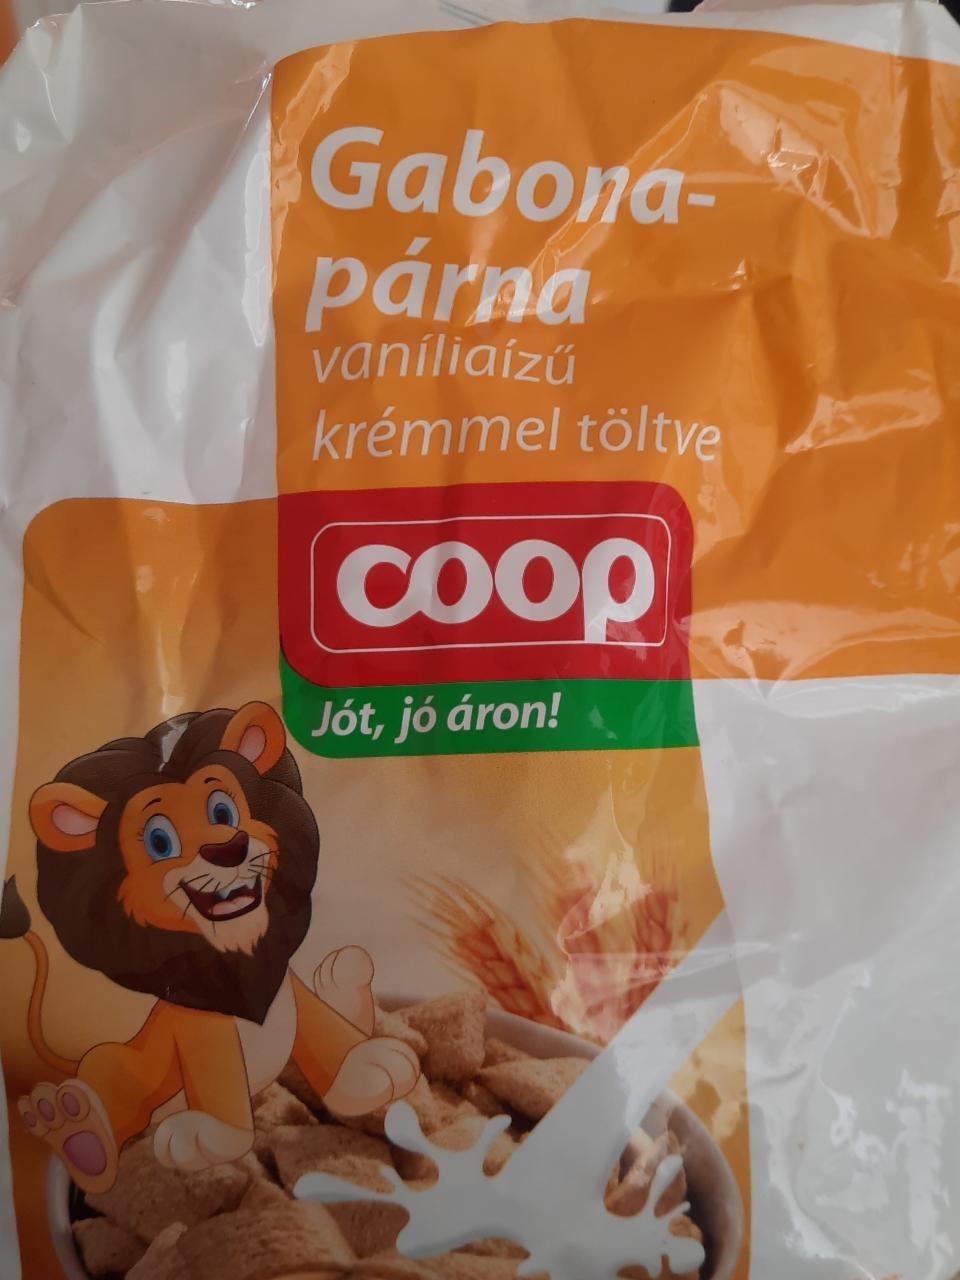 Gabona-
párna
vaníliaízű
krémmel töltve
coop
Jót, jó áron!